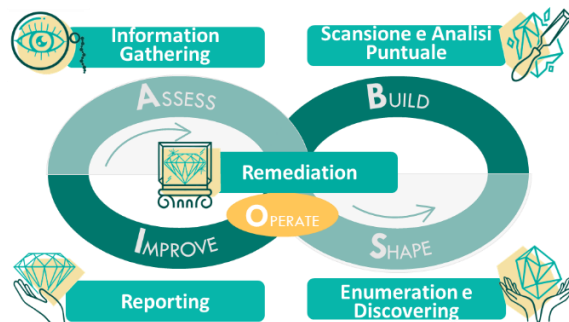 Information
Gathering
Scansione e Analisi
Puntuale
ASSESS
BUILD
Remediation
OPERATE
IMPROVE
SHAPE
Reporting
Enumeration e
Discovering